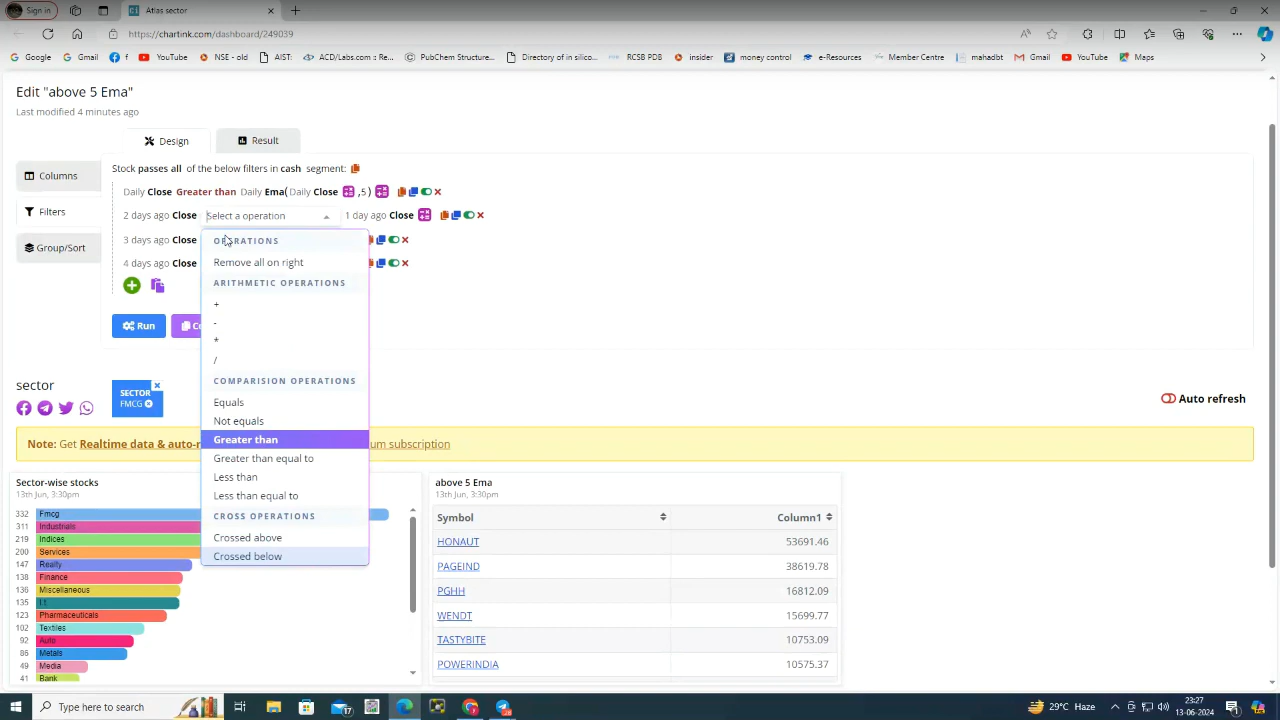 Sign in
Atlas sector
https://chartink.com/dashboard/249039
Google
Gmail
f
YouTube
NSE - old
AIST:
ACD/Labs.com -- Re...
PubChem Structure...
Directory of in silico...
RCSB PDB
insider
money control
e-Resources
Member Centre
mahadbt
Gmail
YouTube
Maps
Edit "above 5 Ema"
Last modified 4 minutes ago
Design
Result
Columns
Filters
Group/Sort
Stock passes all of the below filters in cash segment:
Daily Close Greater than Daily Ema( Daily Close ,5 )
2 days ago Close Select a operation 1 day ago Close
3 days ago Close
4 days ago Close
OPERATIONS
Remove all on right
ARITHMETIC OPERATIONS
+
-
*
/
COMPARISION OPERATIONS
Equals
Not equals
Greater than
Greater than equal to
Less than
Less than equal to
CROSS OPERATIONS
Crossed above
Crossed below
Run
sector
SECTOR
FMCG
Auto refresh
Note: Get Realtime data & auto-r um subscription
Sector-wise stocks
13th Jun, 3:30pm
332 Fmcg
311 Industrials
219 Indices
200 Services
147 Realty
138 Finance
136 Miscellaneous
135 I.t
123 Pharmaceuticals
102 Textiles
92 Auto
86 Metals
49 Media
41 Bank
above 5 Ema
13th Jun, 3:30pm
Symbol Column1
HONAUT 53691.46
PAGEIND 38619.78
PGHH 16812.09
WENDT 15699.77
TASTYBITE 10753.09
POWERINDIA 10575.37
Type here to search
17
29°C Haze
23:27
13-06-2024